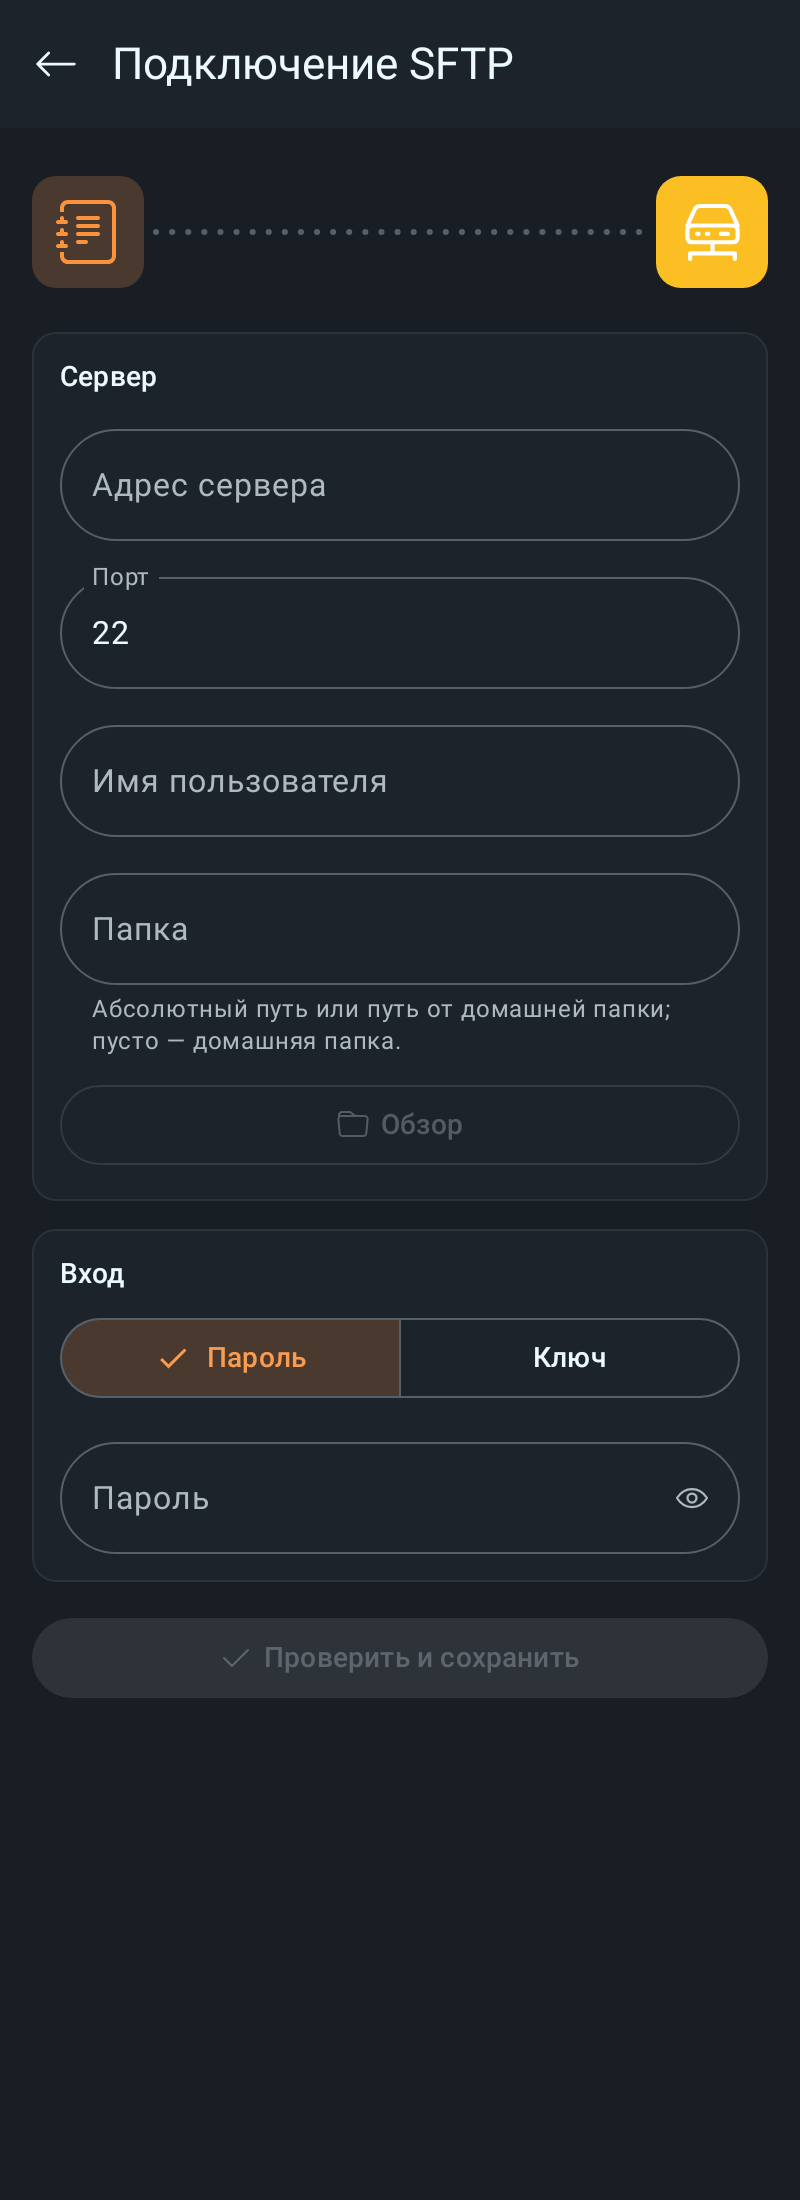 Подключение SFTP
Сервер
Адрес сервера
Порт
22
Имя пользователя
Папка
Абсолютный путь или путь от домашней папки;
пусто — домашняя папка.
Обзор
Вход
Пароль
Ключ
Пароль
Проверить и сохранить